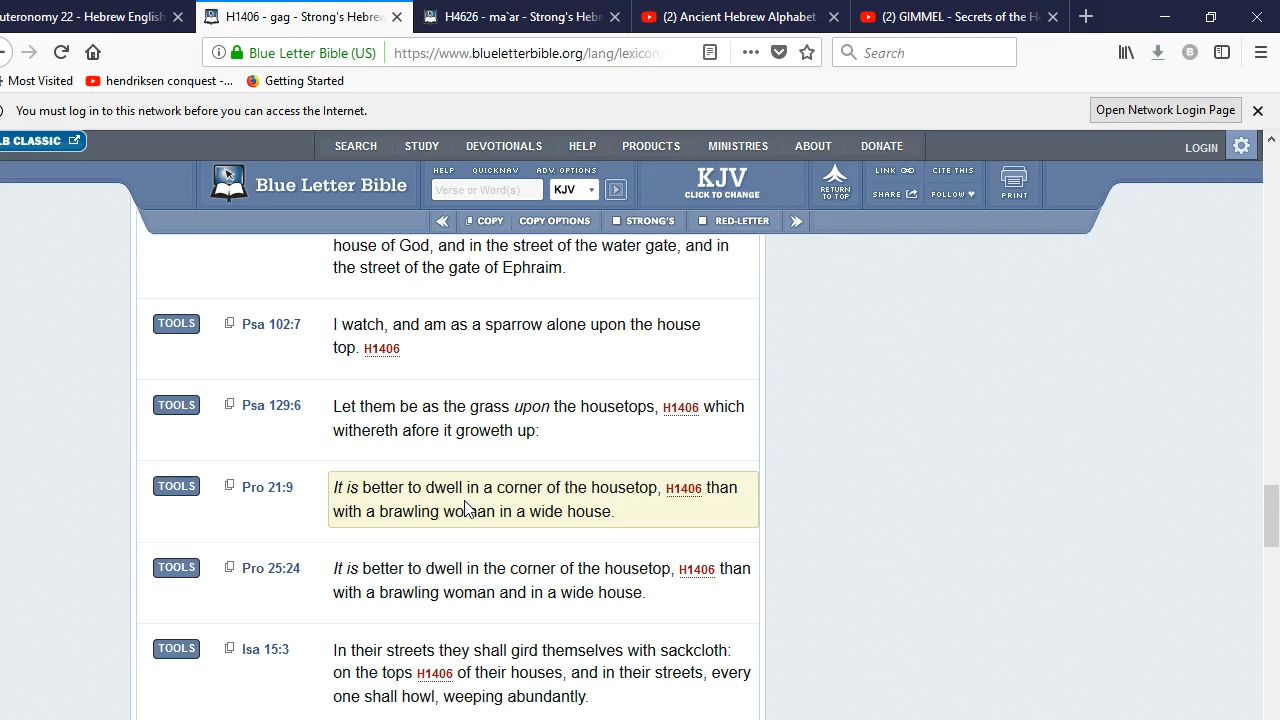 uteronomy 22 - Hebrew English
H1406 - gag - Strong's Hebrew
H4626 - ma`ar - Strong's Hebr
(2) Ancient Hebrew Alphabet -
(2) GIMMEL - Secrets of the H
Blue Letter Bible (US)
https://www.blueletterbible.org/lang/lexicon
Search
Most Visited
hendriksen conquest -...
Getting Started
You must log in to this network before you can access the Internet.
Open Network Login Page
LB CLASSIC
SEARCH STUDY DEVOTIONALS HELP PRODUCTS MINISTRIES ABOUT DONATE
LOGIN
Blue Letter Bible
HELP QUICKNAV ADV. OPTIONS
Verse or Word(s)
KJV
KJV
CLICK TO CHANGE
RETURN
TO TOP
LINK
CITE THIS
SHARE
FOLLOW
PRINT
COPY COPY OPTIONS STRONG'S RED-LETTER
house of God, and in the street of the water gate, and in
the street of the gate of Ephraim.
TOOLS Psa 102:7 I watch, and am as a sparrow alone upon the house
top. H1406
TOOLS Psa 129:6 Let them be as the grass upon the housetops, H1406 which
withereth afore it groweth up:
TOOLS Pro 21:9 It is better to dwell in a corner of the housetop, H1406 than
with a brawling woman in a wide house.
TOOLS Pro 25:24 It is better to dwell in the corner of the housetop, H1406 than
with a brawling woman and in a wide house.
TOOLS Isa 15:3 In their streets they shall gird themselves with sackcloth:
on the tops H1406 of their houses, and in their streets, every
one shall howl, weeping abundantly.